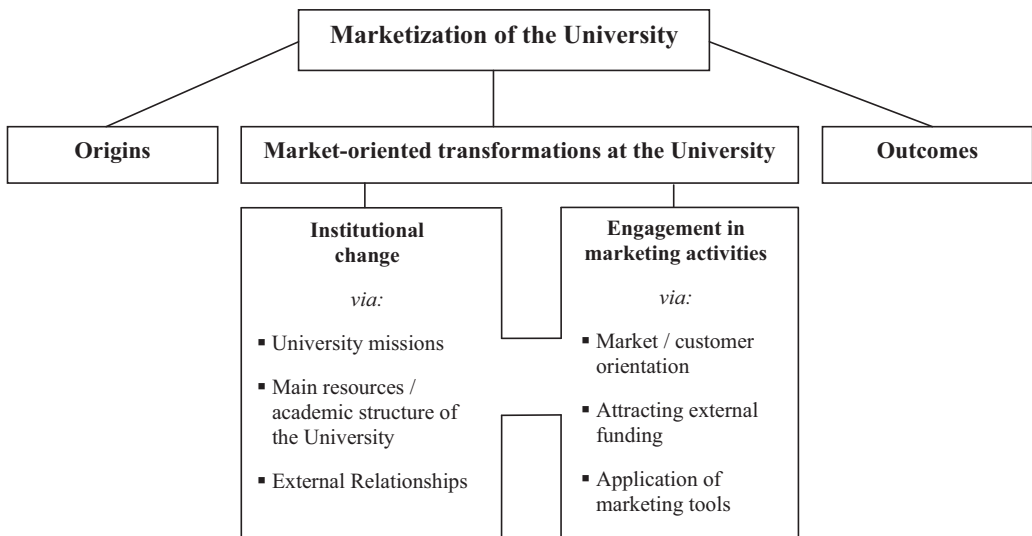 Marketization of the University
Origins
Market-oriented transformations at the University
Outcomes
Institutional
change
via:
▪ University missions
▪ Main resources /
academic structure of
the University
▪ External Relationships
Engagement in
marketing activities
via:
▪ Market / customer
orientation
▪ Attracting external
funding
▪ Application of
marketing tools